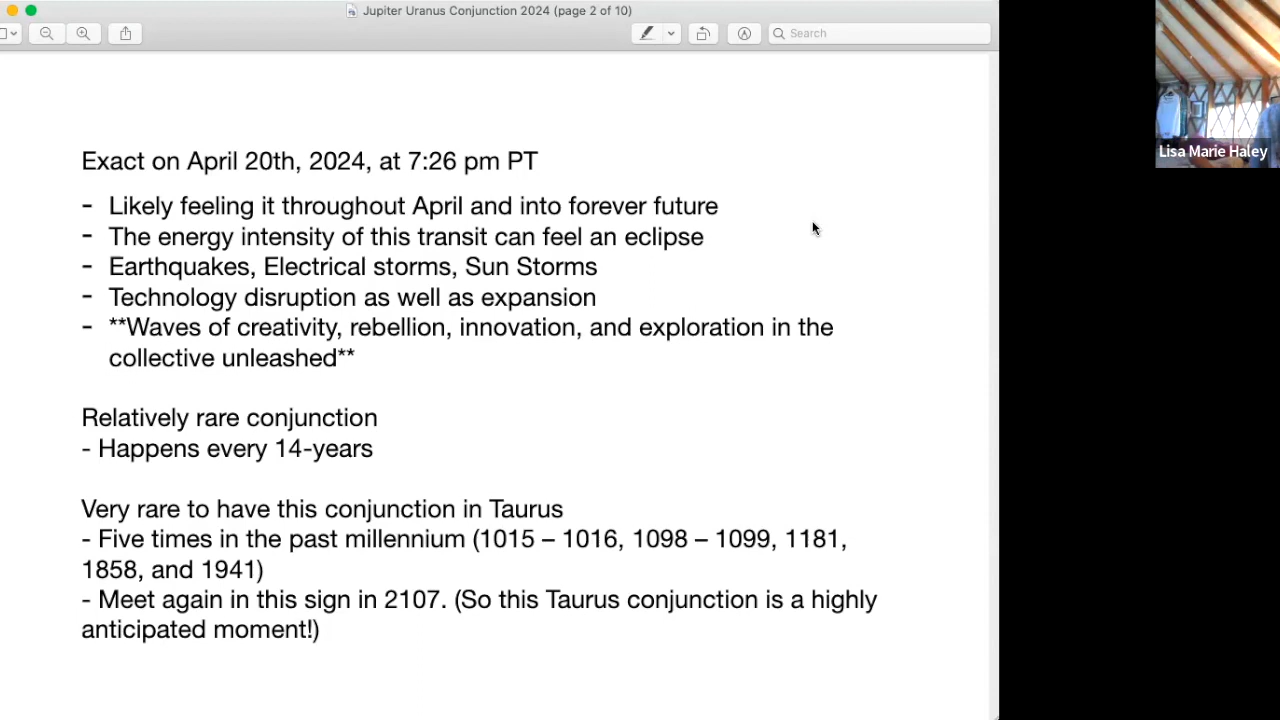 Jupiter Uranus Conjunction 2024 (page 2 of 10)
Search
Exact on April 20th, 2024, at 7:26 pm PT
- Likely feeling it throughout April and into forever future
- The energy intensity of this transit can feel an eclipse
- Earthquakes, Electrical storms, Sun Storms
- Technology disruption as well as expansion
- **Waves of creativity, rebellion, innovation, and exploration in the
collective unleashed**
Relatively rare conjunction
- Happens every 14-years
Very rare to have this conjunction in Taurus
- Five times in the past millennium (1015 – 1016, 1098 – 1099, 1181,
1858, and 1941)
- Meet again in this sign in 2107. (So this Taurus conjunction is a highly
anticipated moment!)
Lisa Marie Haley